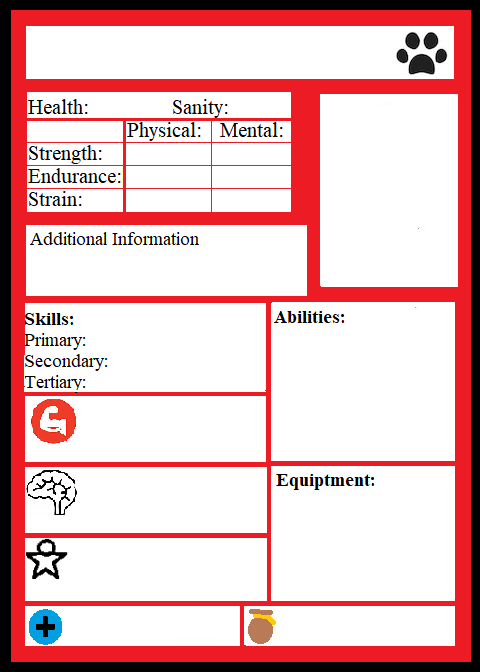 Health: Sanity:
Physical: Mental:
Strength:
Endurance:
Strain:
Additional Information
Skills:
Primary:
Secondary:
Tertiary:
Abilities:
Equiptment: